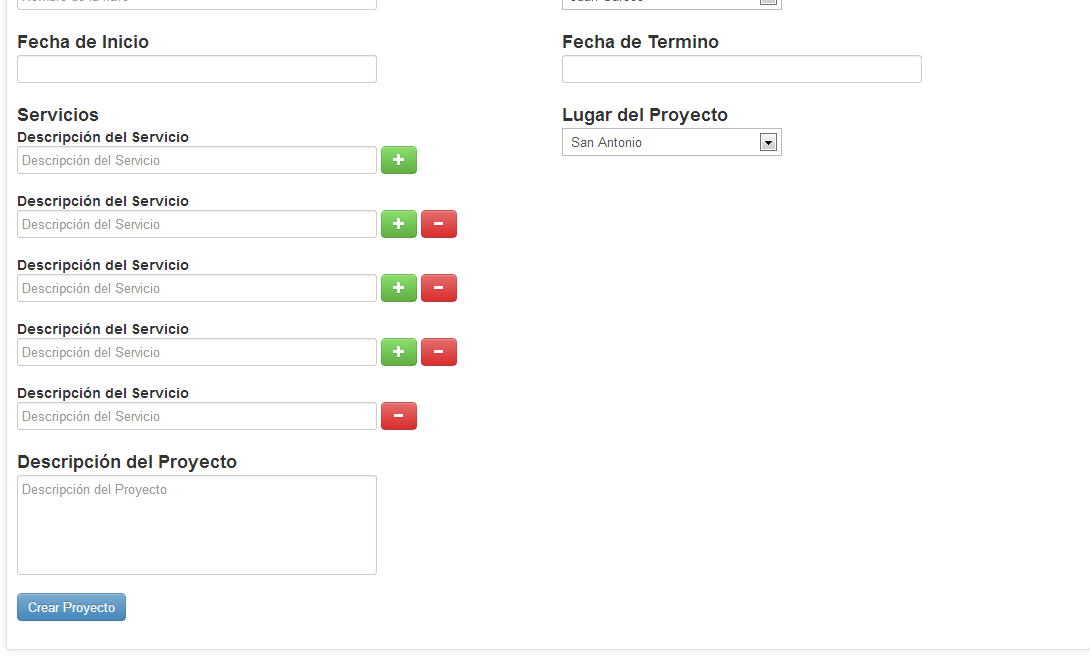 Fecha de Inicio
Fecha de Termino
Servicios
Lugar del Proyecto
Descripción del Servicio
Descripción del Servicio
+
San Antonio
Descripción del Servicio
Descripción del Servicio
+ -
Descripción del Servicio
Descripción del Servicio
+ -
Descripción del Servicio
Descripción del Servicio
+ -
Descripción del Servicio
Descripción del Servicio
-
Descripción del Proyecto
Descripción del Proyecto
Crear Proyecto